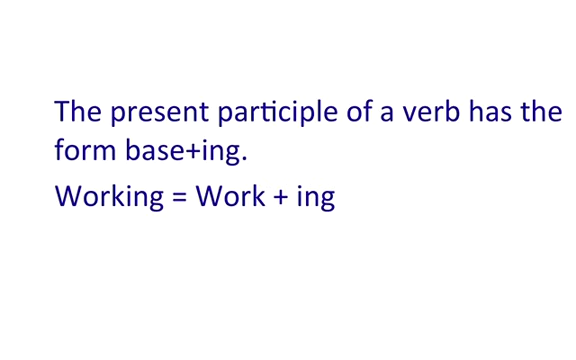 The present participle of a verb has the
form base+ing.
Working = Work + ing